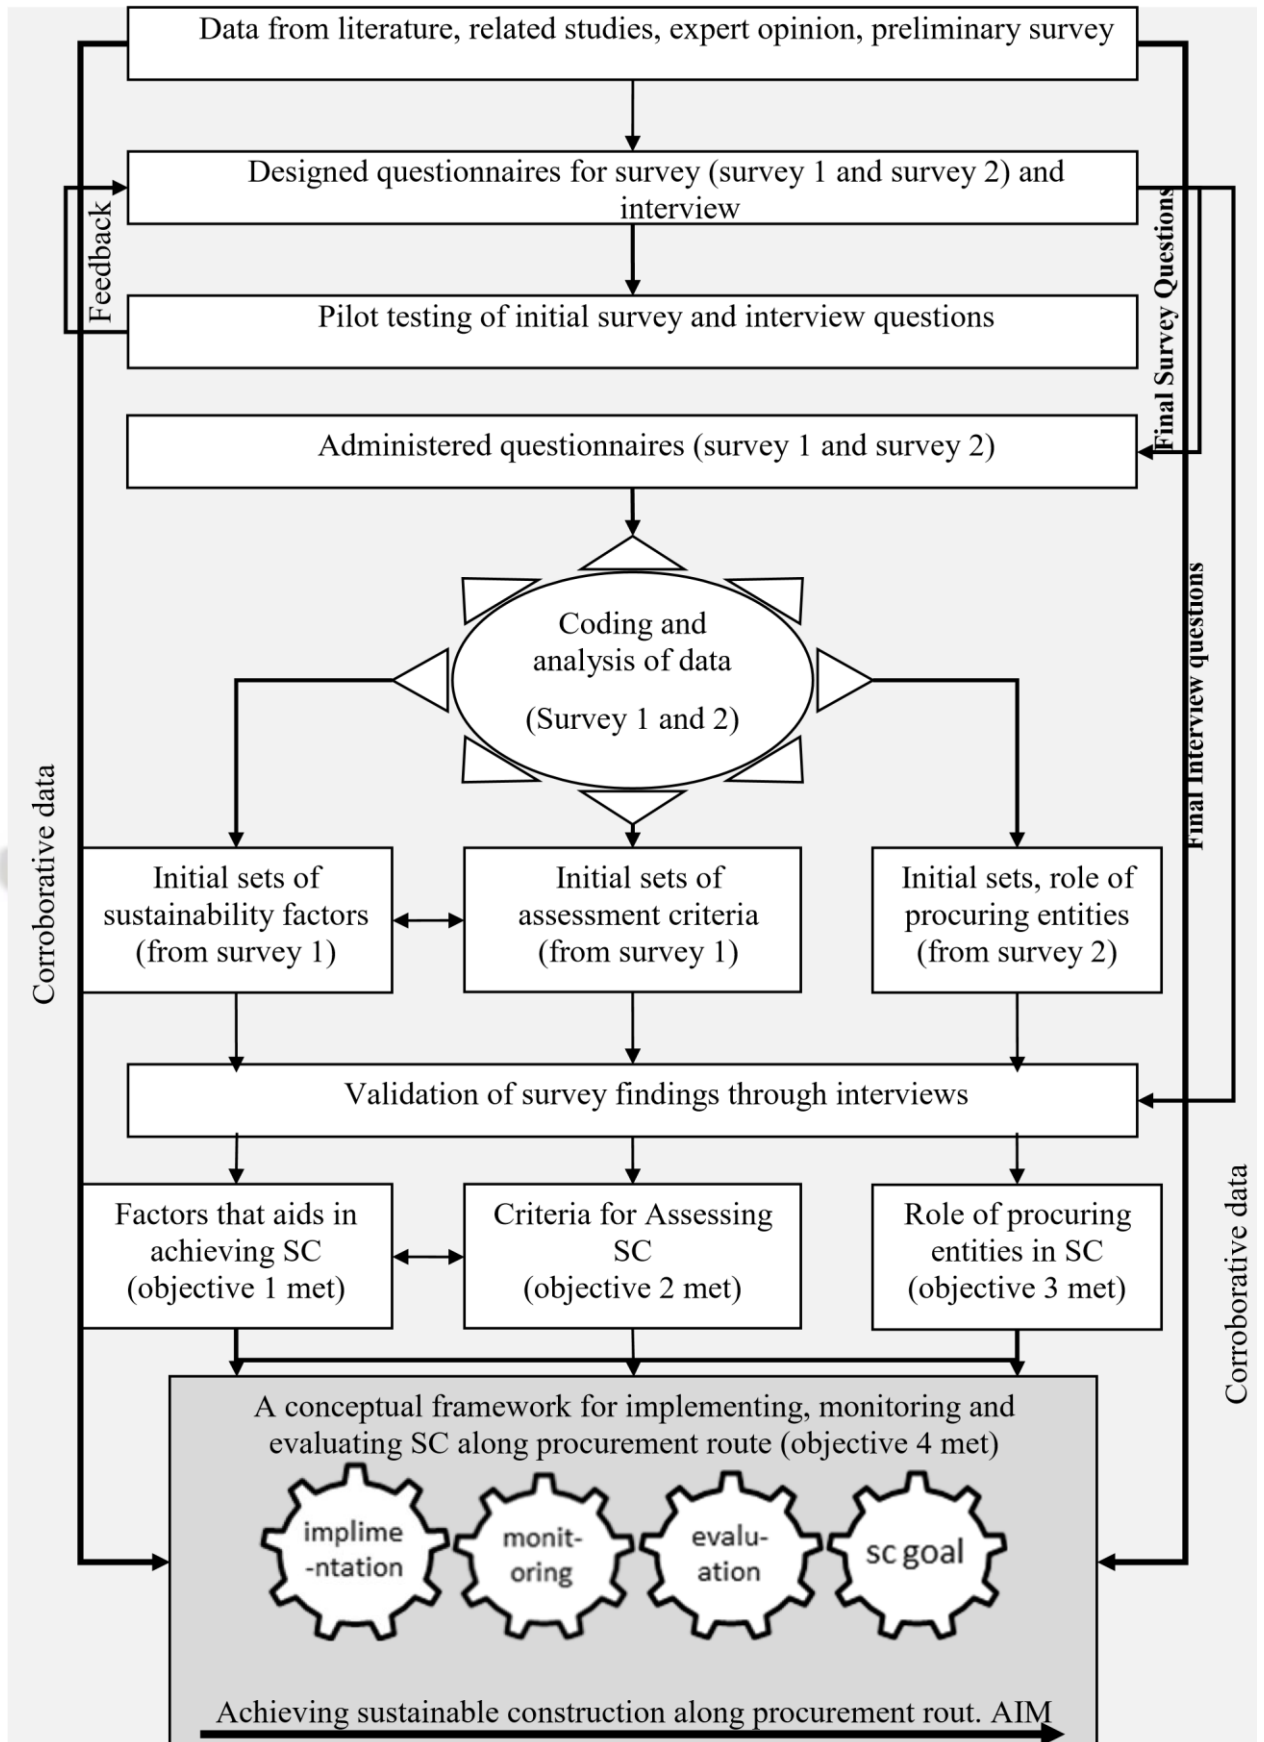 Data from literature, related studies, expert opinion, preliminary survey
Designed questionnaires for survey (survey 1 and survey 2) and
interview
Feedback
Pilot testing of initial survey and interview questions
Final Survey Questions
Administered questionnaires (survey 1 and survey 2)
Coding and
analysis of data
(Survey 1 and 2)
Final Interview questions
Corroborative data
Initial sets of
sustainability factors
(from survey 1)
Initial sets of
assessment criteria
(from survey 1)
Initial sets, role of
procuring entities
(from survey 2)
Validation of survey findings through interviews
Factors that aids in
achieving SC
(objective 1 met)
Criteria for Assessing
SC
(objective 2 met)
Role of procuring
entities in SC
(objective 3 met)
Corroborative data
A conceptual framework for implementing, monitoring and
evaluating SC along procurement route (objective 4 met)
implime
-ntation
monit-
oring
evalu-
ation
sc goal
Achieving sustainable construction along procurement rout. AIM